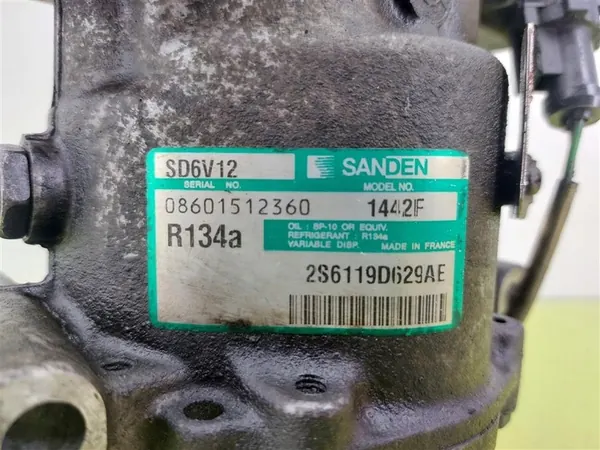 SD6V12 SANDEN
SERIAL NO. MODEL NO.
08601512360 1442F
R134a
OIL : SP-10 OR EQUIV.
REFRIGERANT : R134a
VARIABLE DISP. MADE IN FRANCE
2S6119D629AE